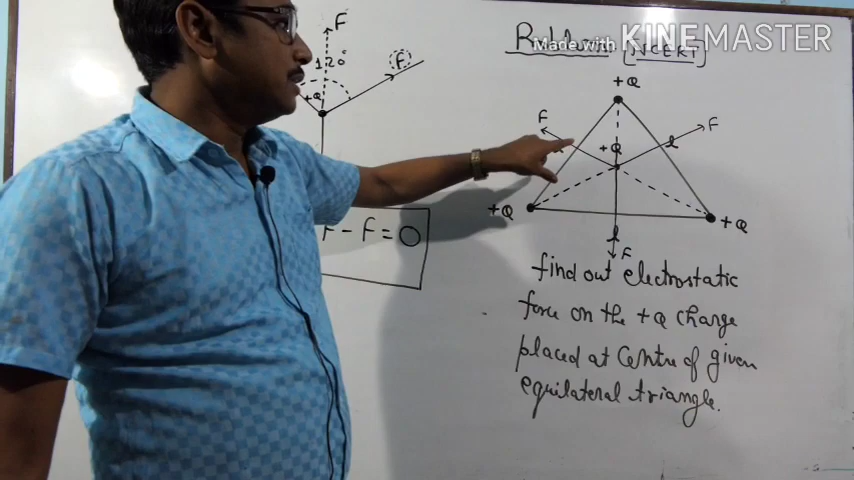 F
120°
F
+Q
F - F = 0
Made with KINEMASTER
[NCERT]
+Q
F
F
l
+Q
+Q
+Q
l
F
find out electrostatic
force on the +Q charge
placed at Centre of given
equilateral triangle.